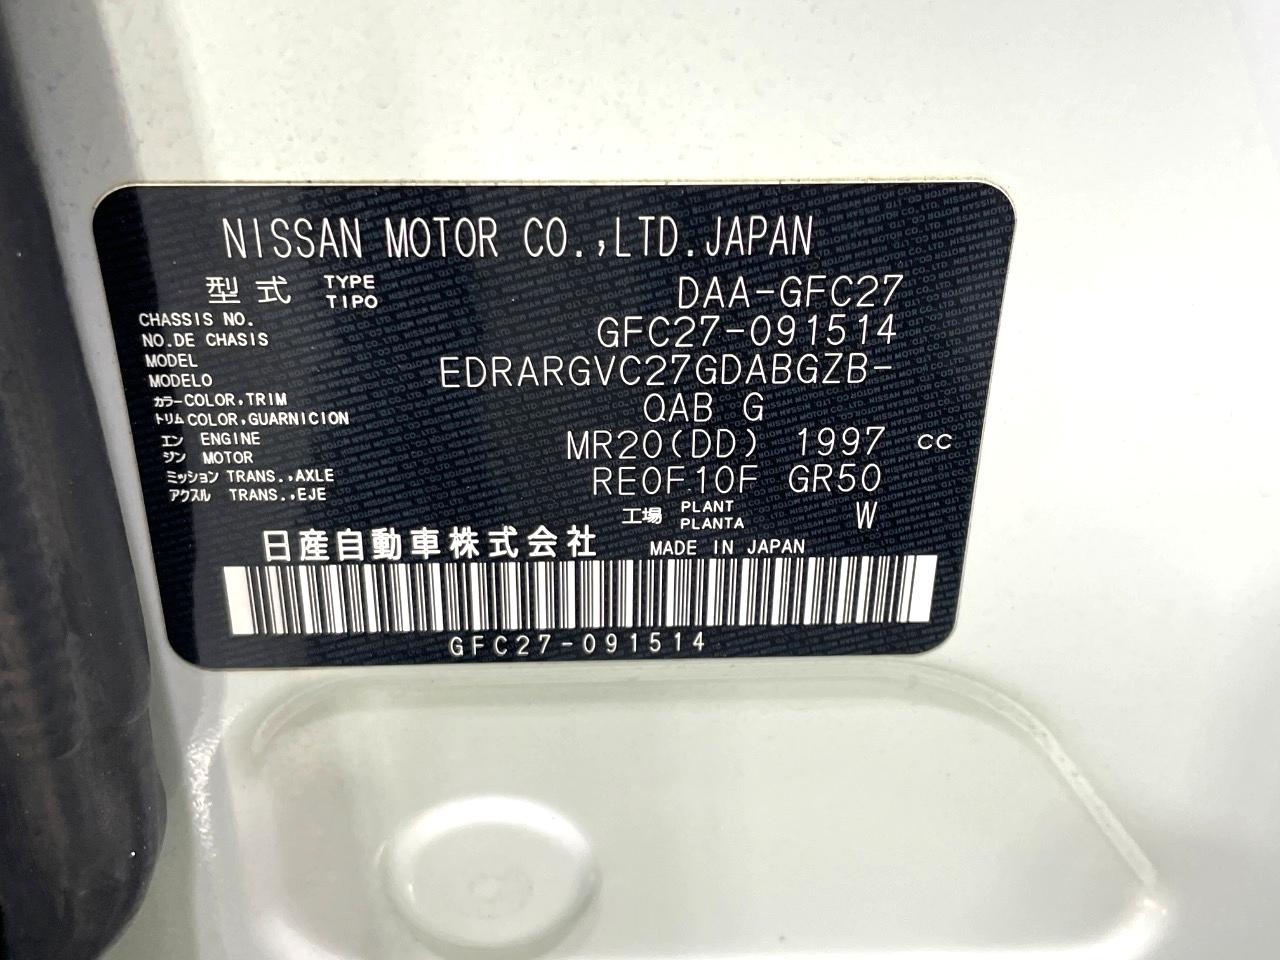 NISSAN MOTOR CO.,LTD.JAPAN
型式 TYPE TIPO DAA-GFC27
CHASSIS NO. NO.DE CHASIS GFC27-091514
MODEL MODELO EDRARGVC27GDABGZB-
カラー COLOR,TRIM トリム COLOR,GUARNICION QAB G
エン ENGINE ジン MOTOR MR20(DD) 1997 cc
ミッション TRANS.,AXLE アクスル TRANS.,EJE RE0F10F GR50
工場 PLANT PLANTA W
日産自動車株式会社 MADE IN JAPAN
GFC27-091514